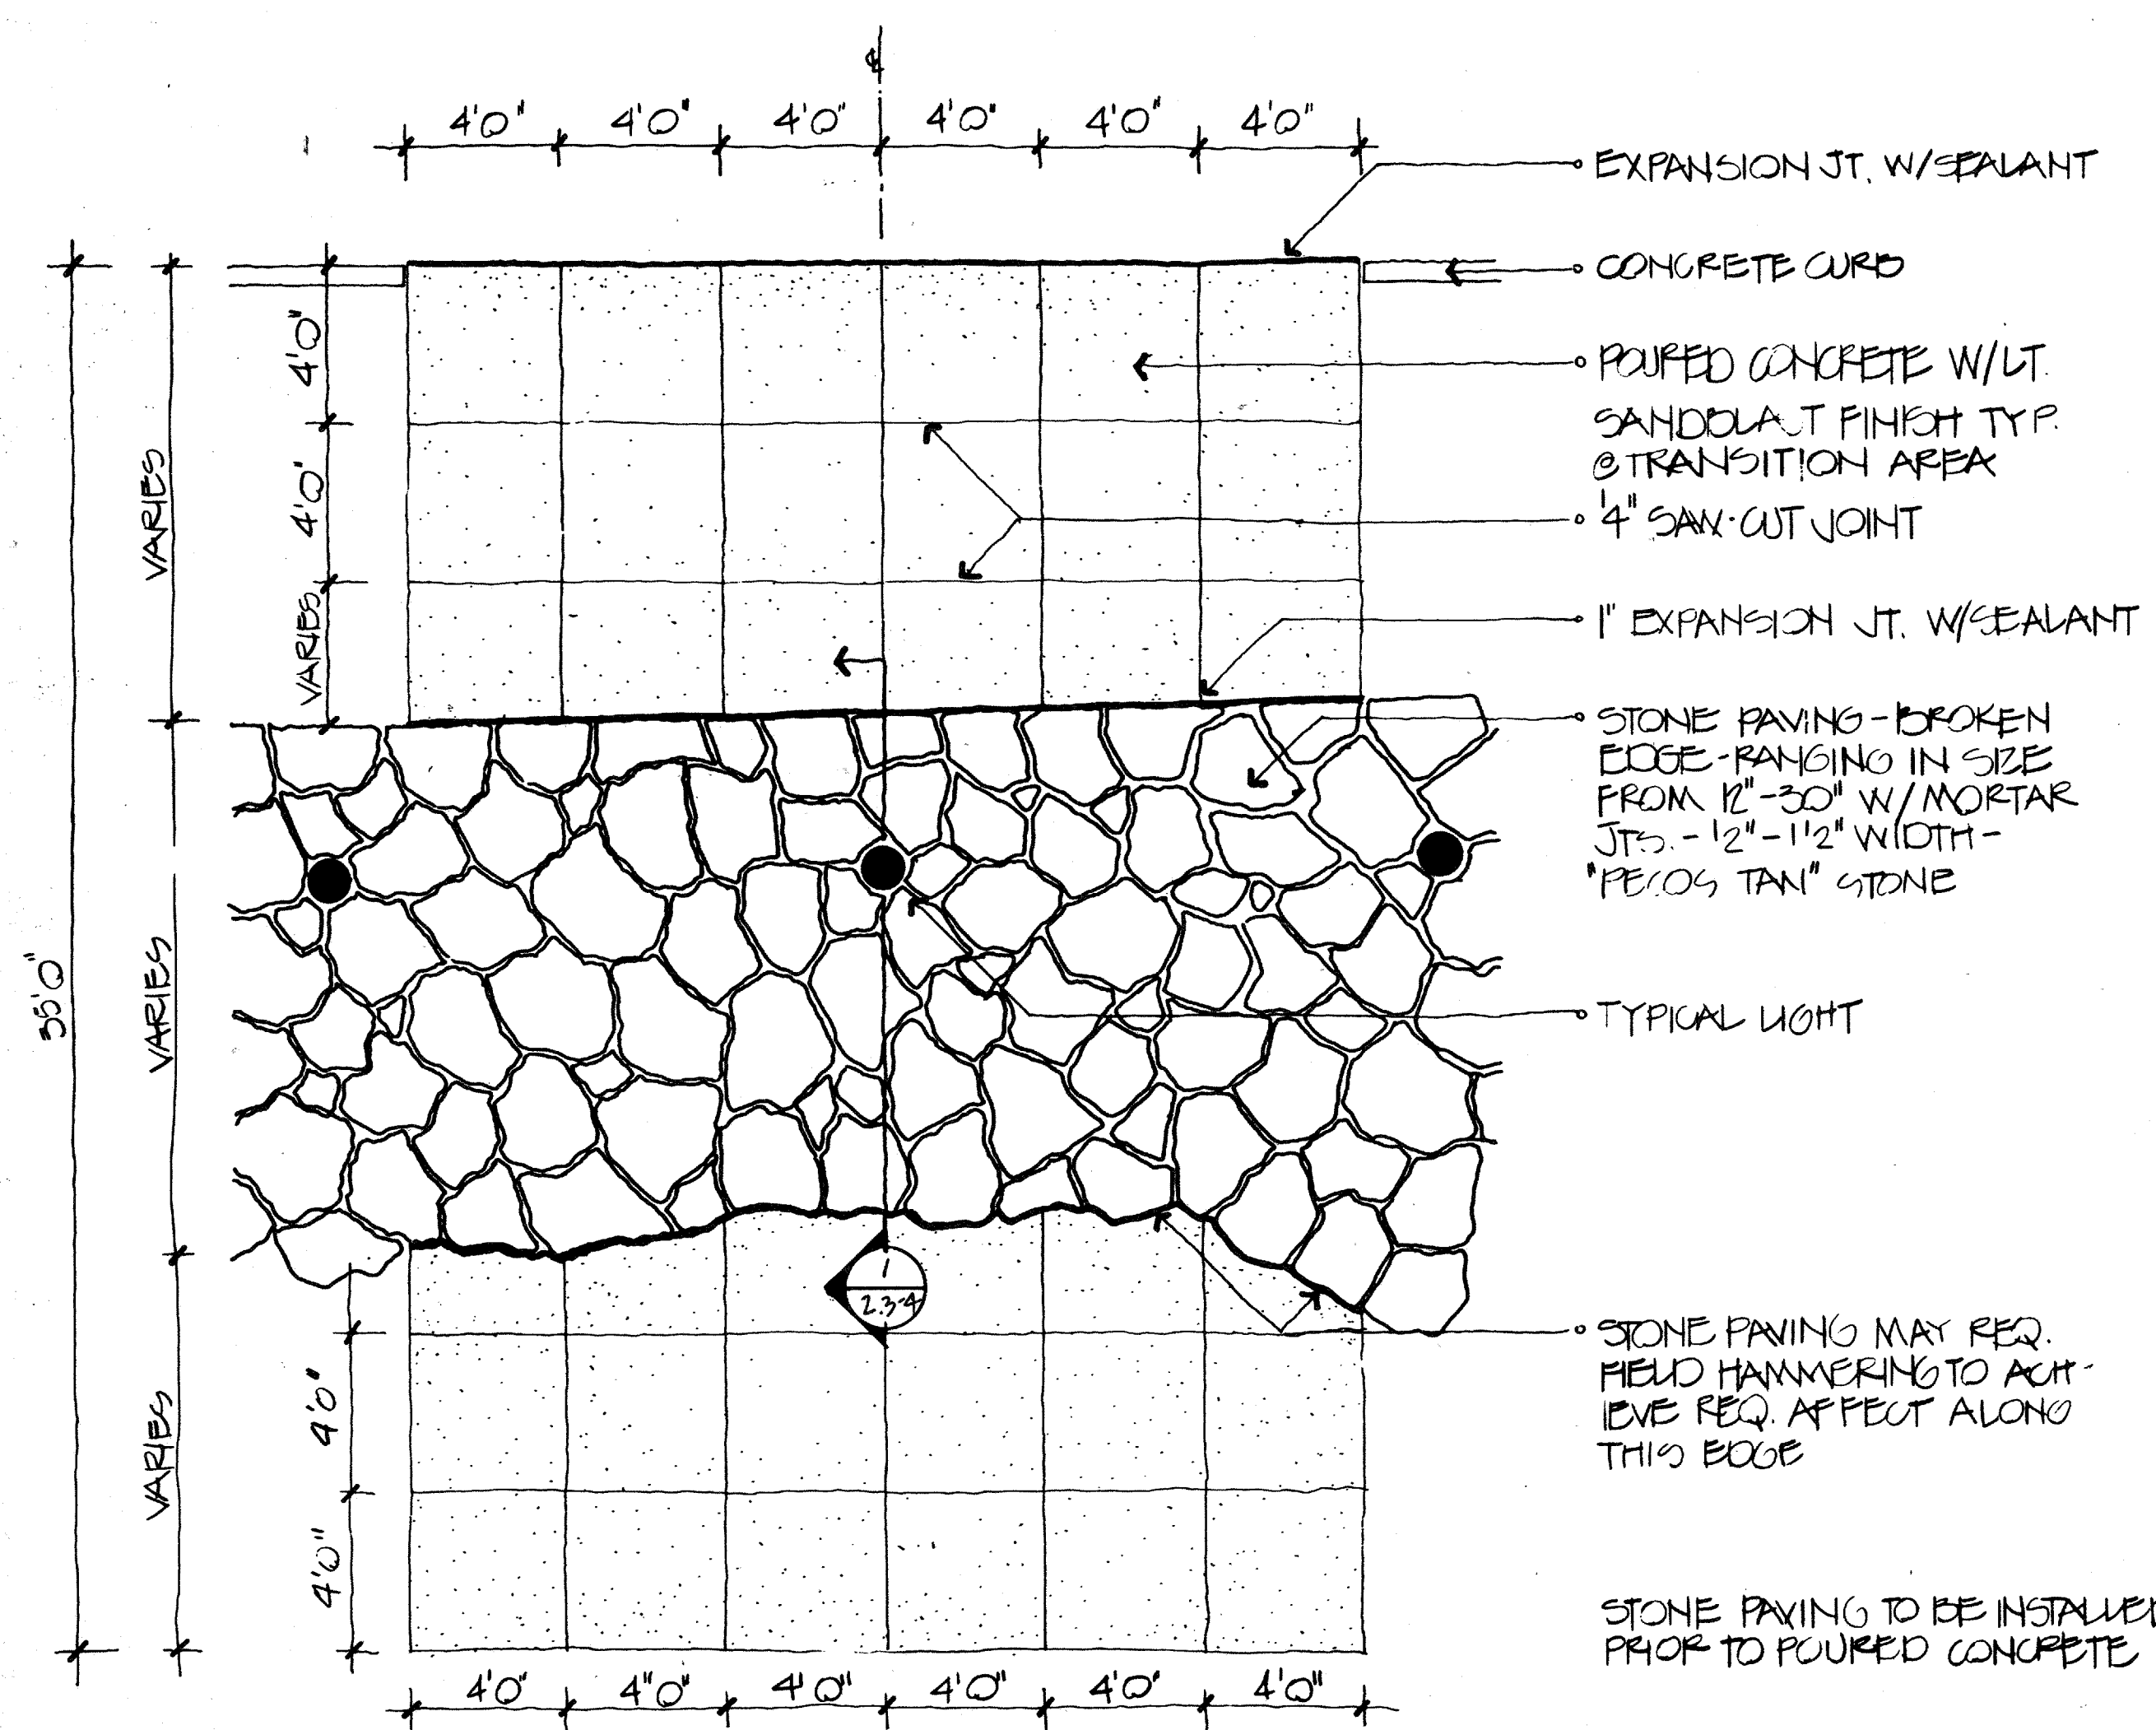 ℄
4'0" 4'0" 4'0" 4'0" 4'0" 4'0"
EXPANSION JT. W/SEALANT
CONCRETE CURB
POURED CONCRETE W/LT.
SANDBLAST FINISH TYP.
@ TRANSITION AREA
'4" SAW-CUT JOINT
1" EXPANSION JT. W/SEALANT
STONE PAVING-BROKEN
EDGE-RANGING IN SIZE
FROM 12"-30" W/MORTAR
JTS.-'2"-1'2" WIDTH-
"PECOS TAN" STONE
TYPICAL LIGHT
STONE PAVING MAY REQ.
FIELD HAMMERING TO ACH-
IEVE REQ. AFFECT ALONG
THIS EDGE
STONE PAVING TO BE INSTALLED
PRIOR TO POURED CONCRETE
35'0"
VARIES
VARIES
VARIES
4'0"
4'0"
VARIES
4'0"
4'0"
1
2.3-4
4'0" 4"0" 4'0" 4'0" 4'0" 4'0"